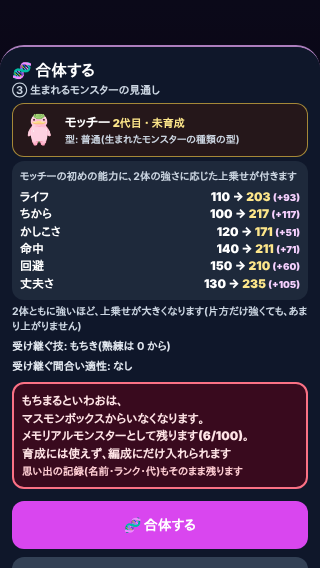 🧬 合体する
③ 生まれるモンスターの見通し
モッチー 2代目・未育成
型: 普通(生まれたモンスターの種類の型)
モッチーの初めの能力に、2体の強さに応じた上乗せが付きます
ライフ 110 → 203 (+93)
ちから 100 → 217 (+117)
かしこさ 120 → 171 (+51)
命中 140 → 211 (+71)
回避 150 → 210 (+60)
丈夫さ 130 → 235 (+105)
2体ともに強いほど、上乗せが大きくなります(片方だけ強くても、あま
り上がりません)
受け継ぐ技: もちき(熟練は 0 から)
受け継ぐ間合い適性: なし
もちまるといわおは、
マスモンボックスからいなくなります。
メモリアルモンスターとして残ります(6/100)。
育成には使えず、編成にだけ入れられます
思い出の記録(名前・ランク・代)もそのまま残ります
🧬 合体する